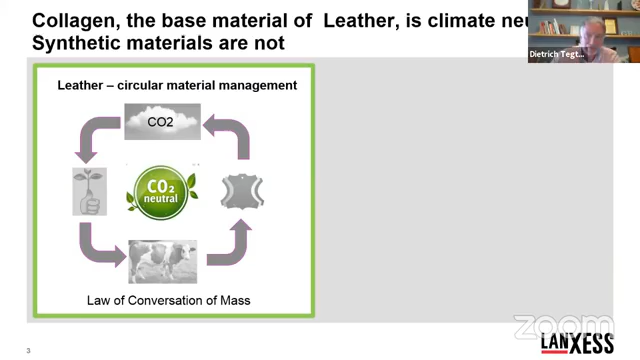 Collagen, the base material of Leather, is climate neu
Synthetic materials are not
Dietrich Tegt...
Leather – circular material management
CO2
CO2
neutral
Law of Conversation of Mass
3
zoom
LANXESS